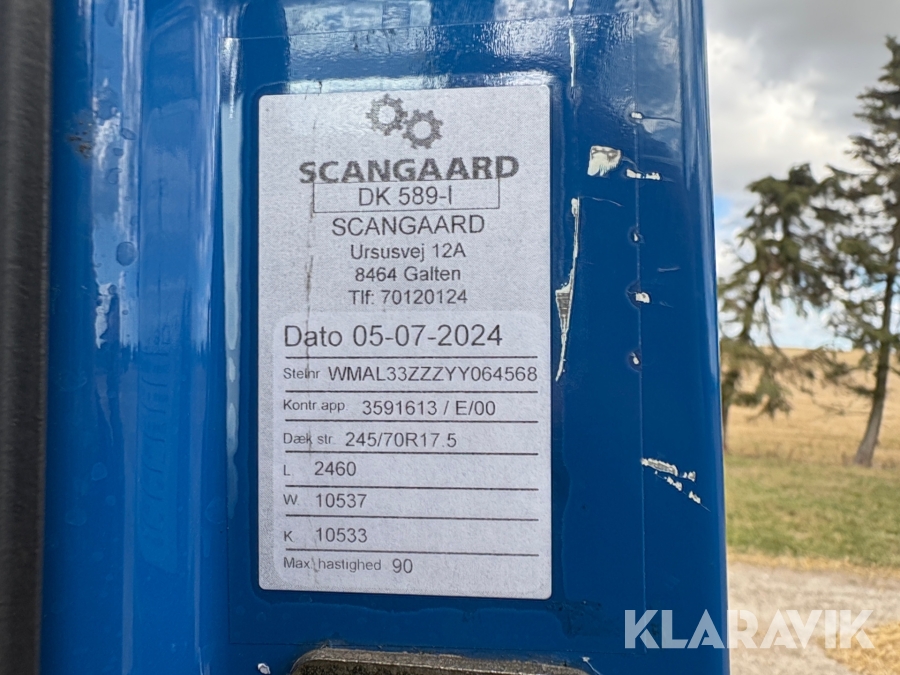 SCANGAARD
DK 589-I
SCANGAARD
Ursusvej 12A
8464 Galten
Tlf: 70120124
Dato 05-07-2024
Stelnr WMAL33ZZZYY064568
Kontr.app 3591613 / E/00
Dæk str. 245/70R17.5
L 2460
W. 10537
K 10533
Max. hastighed 90
KLARAVIK